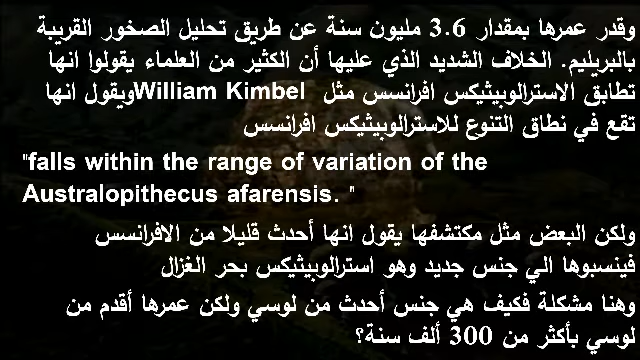 وقدر عمرها بمقدار 3.6 مليون سنة عن طريق تحليل الصخور القريبة
بالبريليم. الخلاف الشديد الذي عليها أن الكثير من العلماء يقولوا انها
تطابق الاسترالوبيثيكس افرانسس مثل William Kimbelويقول انها
تقع في نطاق التنوع للاسترالوبيثيكس افرانسس
"falls within the range of variation of the
Australopithecus afarensis. "
ولكن البعض مثل مكتشفها يقول انها أحدث قليلا من الافرانسس
فينسبوها الي جنس جديد وهو استرالوبيثيكس بحر الغزال
وهنا مشكلة فكيف هي جنس أحدث من لوسي ولكن عمرها أقدم من
لوسي بأكثر من 300 ألف سنة؟